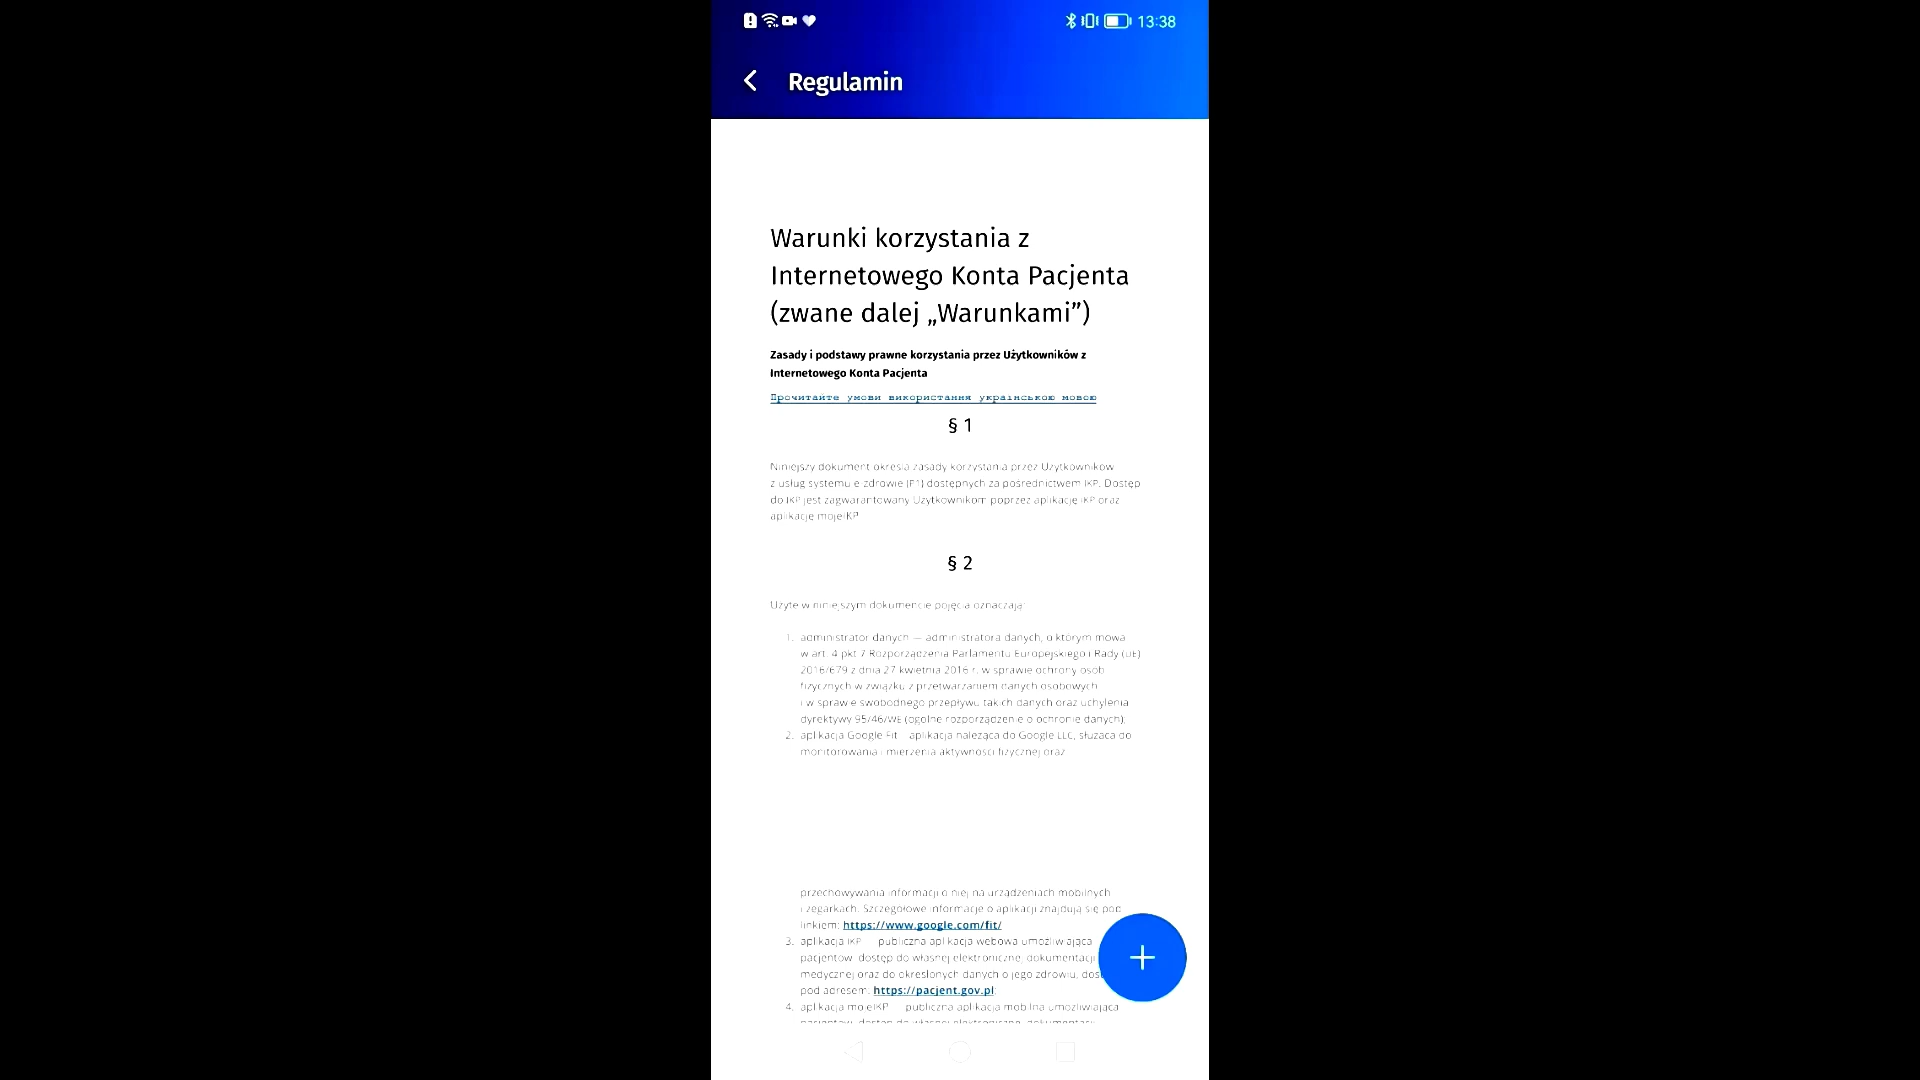 13:38
Regulamin
Warunki korzystania z
Internetowego Konta Pacjenta
(zwane dalej „Warunkami”)
Zasady i podstawy prawne korzystania przez Użytkowników z
Internetowego Konta Pacjenta
Прочитайте умови використання українською мовою
§ 1
Niniejszy dokument określa zasady korzystania przez Użytkowników
z usług systemu e-zdrowie (P1) dostępnych za pośrednictwem IKP. Dostęp
do IKP jest zagwarantowany Użytkownikom poprzez aplikację IKP oraz
aplikację mojeIKP
§ 2
Użyte w niniejszym dokumencie pojęcia oznaczają:
1. administrator danych — administratora danych, o którym mowa
w art. 4 pkt 7 Rozporządzenia Parlamentu Europejskiego i Rady (UE)
2016/679 z dnia 27 kwietnia 2016 r. w sprawie ochrony osób
fizycznych w związku z przetwarzaniem danych osobowych
i w sprawie swobodnego przepływu takich danych oraz uchylenia
dyrektywy 95/46/WE (ogólne rozporządzenie o ochronie danych);
2. aplikacja Google Fit – aplikacja należąca do Google LLC, służąca do
monitorowania i mierzenia aktywności fizycznej oraz
przechowywania informacji o niej na urządzeniach mobilnych
i zegarkach. Szczegółowe informacje o aplikacji znajdują się pod
linkiem: https://www.google.com/fit/
3. aplikacja IKP — publiczna aplikacja webowa umożliwiająca
pacjentowi dostęp do własnej elektronicznej dokumentacji
medycznej oraz do określonych danych o jego zdrowiu, dos
pod adresem: https://pacjent.gov.pl;
4. aplikacja mojeIKP — publiczna aplikacja mobilna umożliwiająca
pacjentowi dostęp do własnej elektronicznej dokumentacji